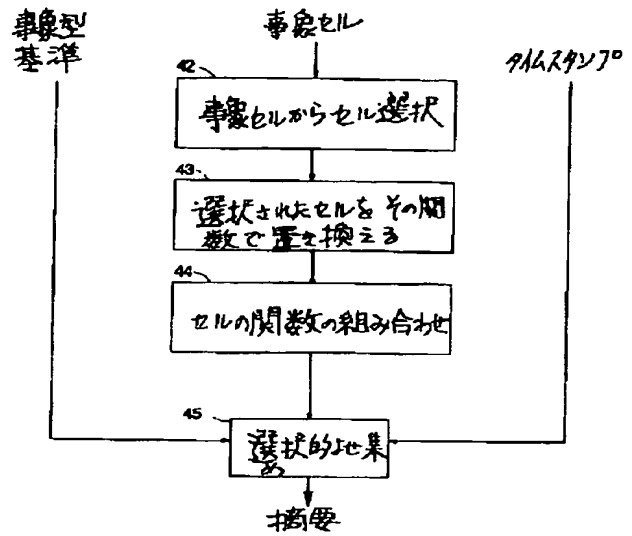 事象型
基準
事象セル
タイムスタンプ
42
事象セルからセル選択
43
選択されたセルをその関
数で置き換える
44
セルの関数の組み合わせ
45
選択的よせ集
め
摘要